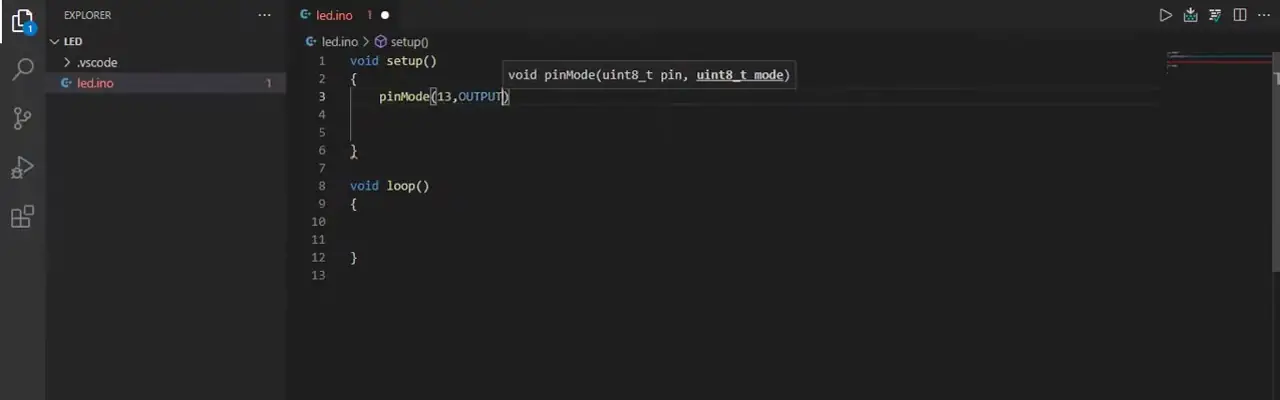 EXPLORER ...
led.ino 1
1
LED
led.ino > setup()
.vscode
led.ino 1
1 void setup()
void pinMode(uint8_t pin, uint8_t mode)
2 {
3 pinMode(13,OUTPUT)
4
5
6 }
7
8 void loop()
9 {
10
11
12 }
13